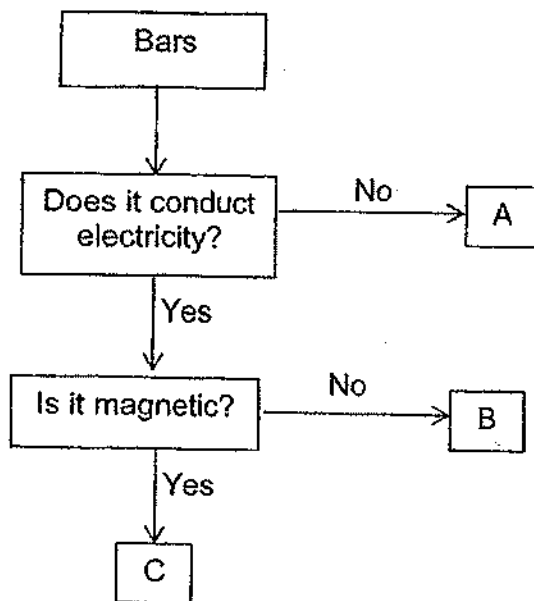 Bars
Does it conduct
electricity?
No
A
Yes
Is it magnetic?
No
B
Yes
C